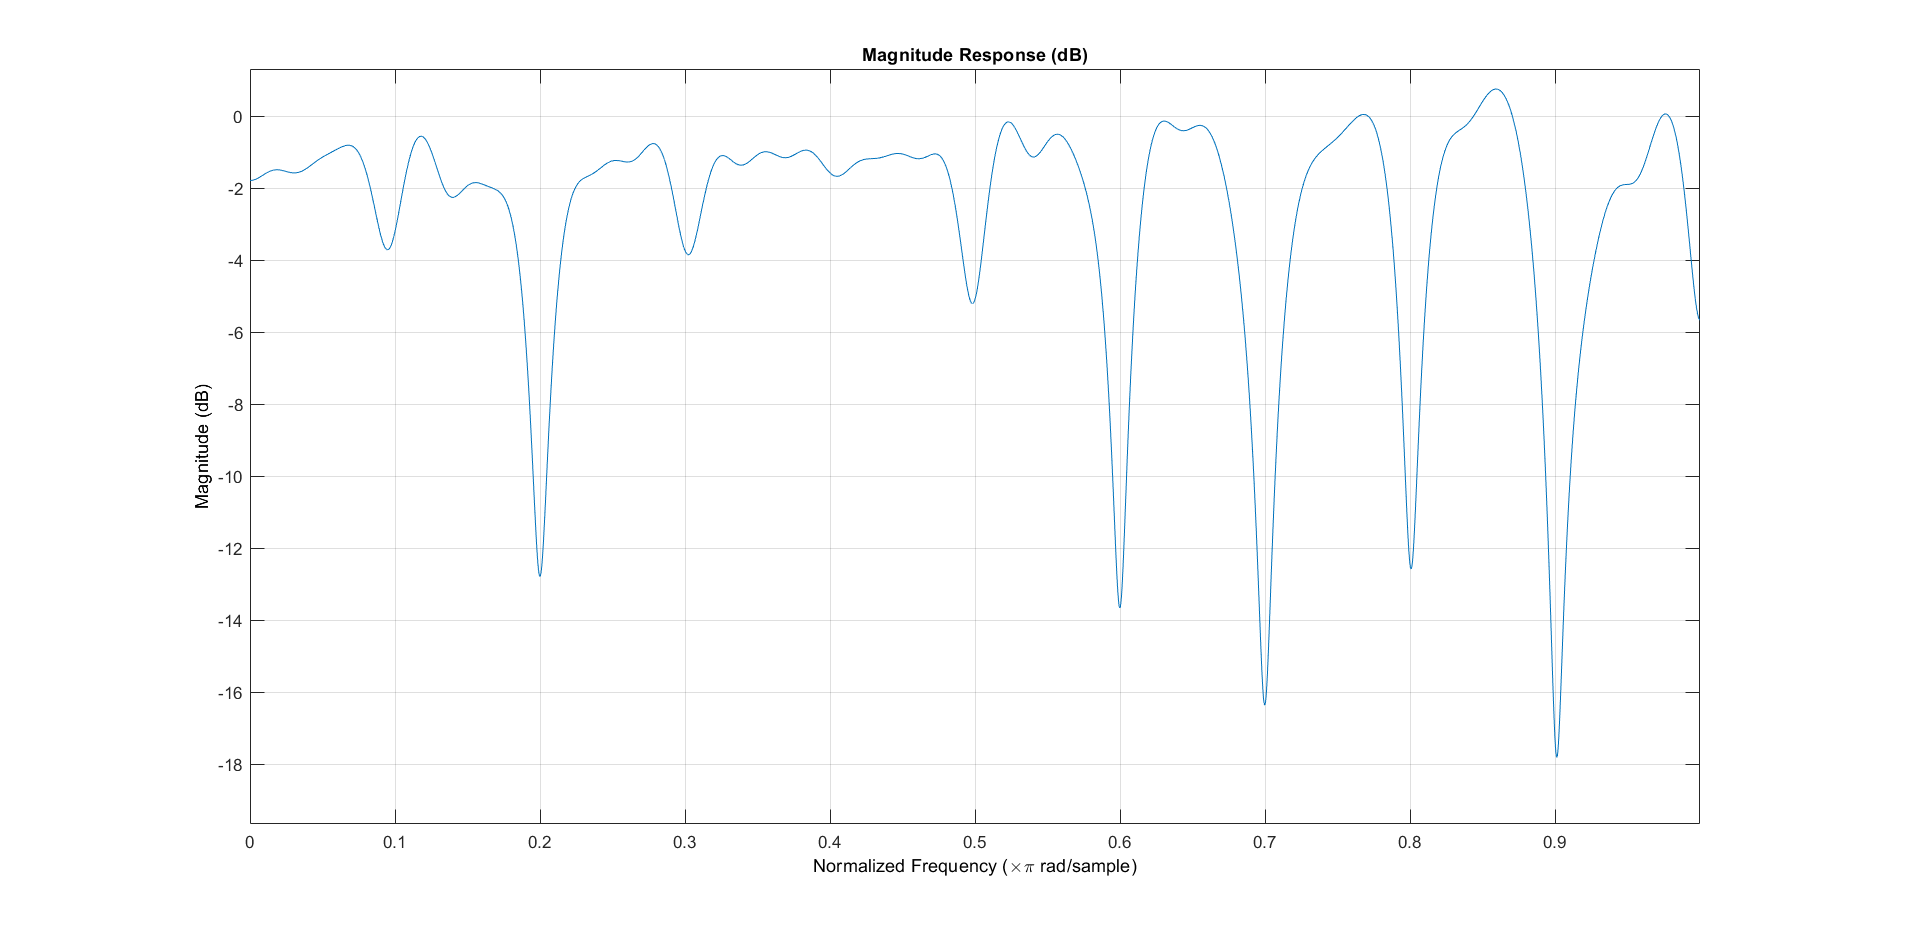 Magnitude Response (dB)
0
-2
-4
-6
-8
-10
-12
-14
-16
-18
Magnitude (dB)
0 0.1 0.2 0.3 0.4 0.5 0.6 0.7 0.8 0.9
Normalized Frequency (×π rad/sample)